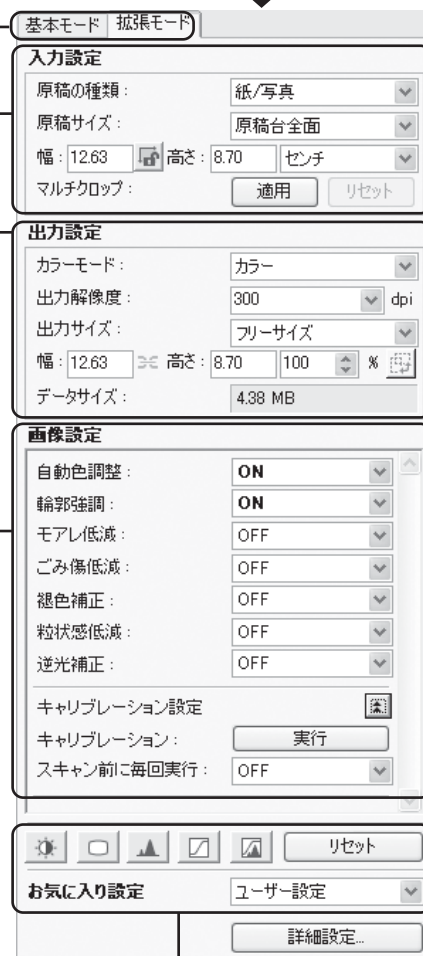 基本モード 拡張モード
入力設定
原稿の種類： 紙/写真
原稿サイズ： 原稿台全面
幅： 12.63 高さ： 8.70 センチ
マルチクロップ： 適用 リセット
出力設定
カラーモード： カラー
出力解像度： 300 dpi
出力サイズ： フリーサイズ
幅： 12.63 高さ： 8.70 100 %
データサイズ： 4.38 MB
画像設定
自動色調整： ON
輪郭強調： ON
モアレ低減： OFF
ごみ傷低減： OFF
褪色補正： OFF
粒状感低減： OFF
逆光補正： OFF
キャリブレーション設定
キャリブレーション： 実行
スキャン前に毎回実行： OFF
リセット
お気に入り設定 ユーザー設定
詳細設定...